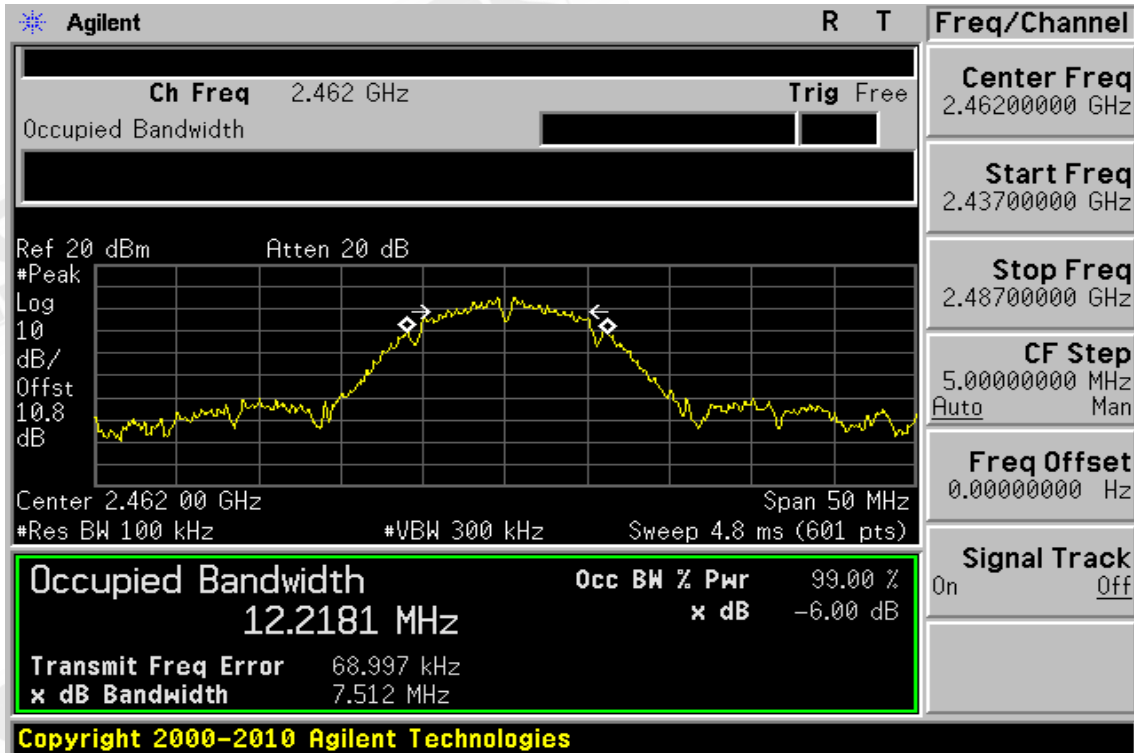 Agilent R T
Freq/Channel
Ch Freq 2.462 GHz Trig Free
Occupied Bandwidth
Center Freq
2.46200000 GHz
Start Freq
2.43700000 GHz
Stop Freq
2.48700000 GHz
CF Step
5.00000000 MHz
Auto Man
Freq Offset
0.00000000 Hz
Signal Track
On Off
Ref 20 dBm Atten 20 dB
#Peak
Log
10
dB/
Offst
10.8
dB
Center 2.462 00 GHz Span 50 MHz
#Res BW 100 kHz #VBW 300 kHz Sweep 4.8 ms (601 pts)
Occupied Bandwidth Occ BW % Pwr 99.00 %
12.2181 MHz x dB -6.00 dB
Transmit Freq Error 68.997 kHz
x dB Bandwidth 7.512 MHz
Copyright 2000-2010 Agilent Technologies